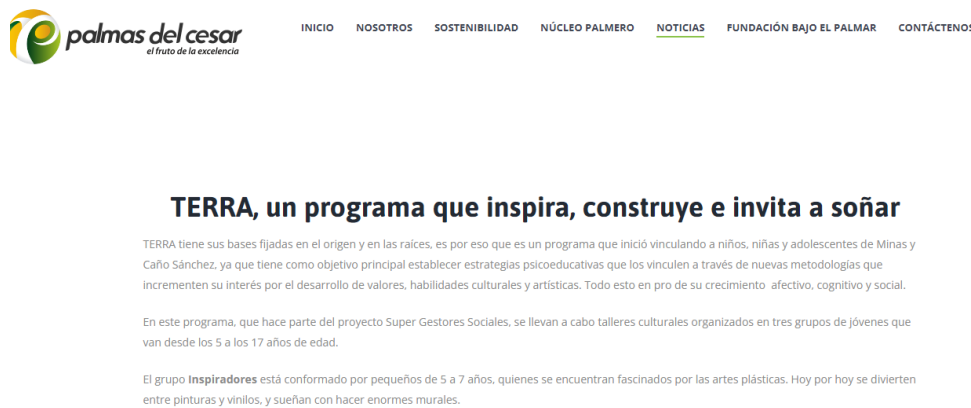 palmas del cesar
el fruto de la excelencia
INICIO NOSOTROS SOSTENIBILIDAD NÚCLEO PALMERO NOTICIAS FUNDACIÓN BAJO EL PALMAR CONTÁCTENOS
TERRA, un programa que inspira, construye e invita a soñar
TERRA tiene sus bases fijadas en el origen y en las raíces, es por eso que es un programa que inició vinculando a niños, niñas y adolescentes de Minas y
Caño Sánchez, ya que tiene como objetivo principal establecer estrategias psicoeducativas que los vinculen a través de nuevas metodologías que
incrementen su interés por el desarrollo de valores, habilidades culturales y artísticas. Todo esto en pro de su crecimiento afectivo, cognitivo y social.
En este programa, que hace parte del proyecto Super Gestores Sociales, se llevan a cabo talleres culturales organizados en tres grupos de jóvenes que
van desde los 5 a los 17 años de edad.
El grupo Inspiradores está conformado por pequeños de 5 a 7 años, quienes se encuentran fascinados por las artes plásticas. Hoy por hoy se divierten
entre pinturas y vinilos, y sueñan con hacer enormes murales.